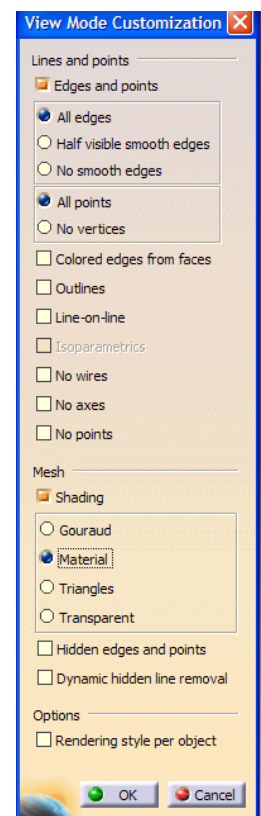 View Mode Customization
Lines and points
Edges and points
All edges
Half visible smooth edges
No smooth edges
All points
No vertices
Colored edges from faces
Outlines
Line-on-line
Isoparametrics
No wires
No axes
No points
Mesh
Shading
Gouraud
Material
Triangles
Transparent
Hidden edges and points
Dynamic hidden line removal
Options
Rendering style per object
OK Cancel